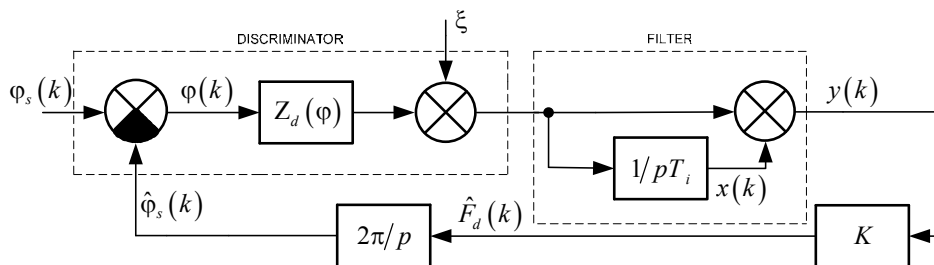 DISCRIMINATOR
ξ
FILTER
φ_s(k)
φ(k)
Z_d(φ)
y(k)
1/pT_i
x(k)
φ̂_s(k)
2π/p
F̂_d(k)
K